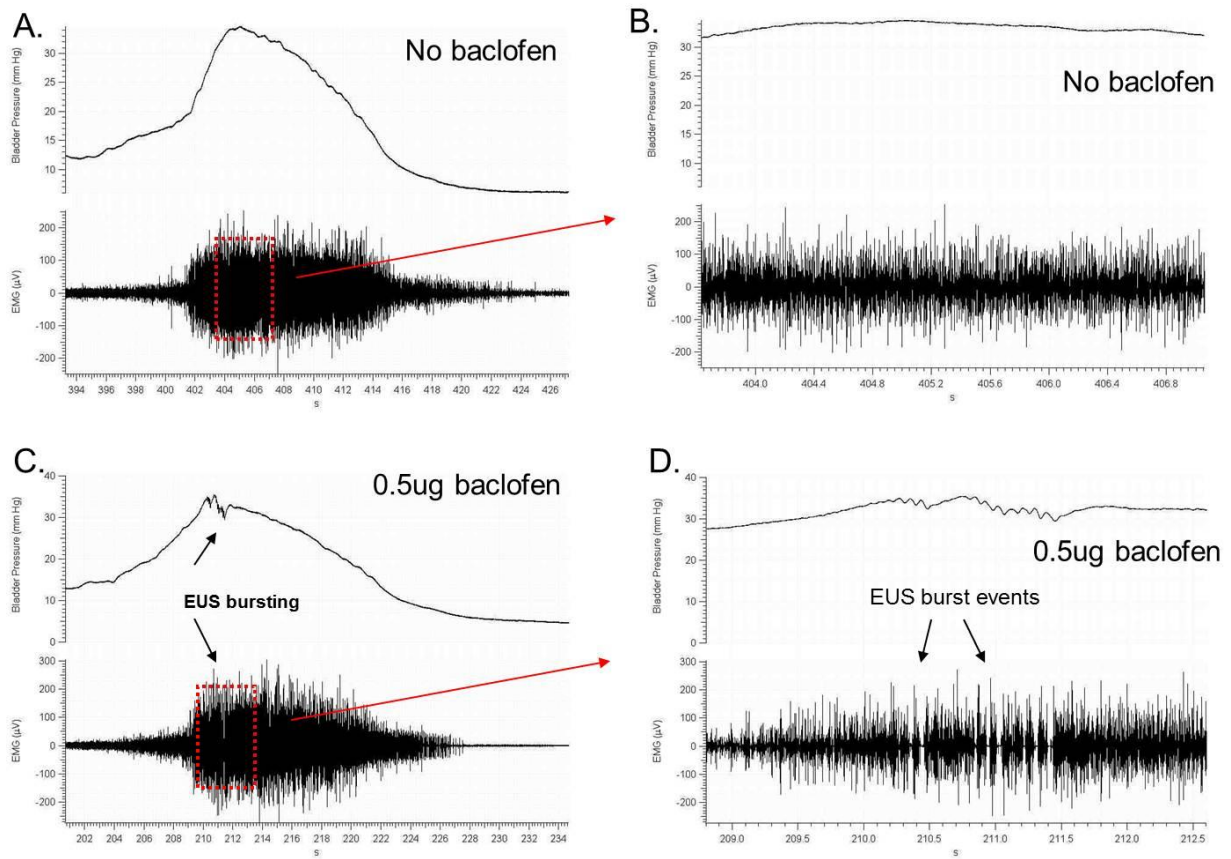 A.
No baclofen
Bladder Pressure (mm Hg)
30
25
20
15
10
EMG (µV)
200
100
0
-100
-200
394 396 398 400 402 404 406 408 410 412 414 416 418 420 422 424 426
s
B.
No baclofen
Bladder Pressure (mm Hg)
30
25
20
15
10
EMG (µV)
200
100
0
-100
-200
404.0 404.4 404.8 405.2 405.6 406.0 406.4 406.8
s
C.
0.5ug baclofen
Bladder Pressure (mm Hg)
40
30
20
10
0
EUS bursting
EMG (µV)
300
200
100
0
-100
-200
202 204 206 208 210 212 214 216 218 220 222 224 226 228 230 232 234
s
D.
0.5ug baclofen
Bladder Pressure (mm Hg)
40
30
20
10
0
EUS burst events
EMG (µV)
300
200
100
0
-100
-200
209.0 209.5 210.0 210.5 211.0 211.5 212.0 212.5
s